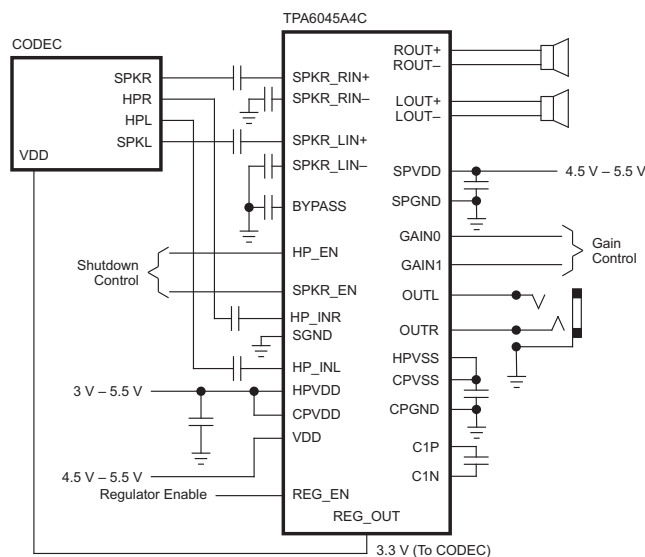 TPA6045A4C
CODEC
SPKR
HPR
HPL
SPKL
VDD
SPKR_RIN+
SPKR_RIN–
SPKR_LIN+
SPKR_LIN–
BYPASS
HP_EN
SPKR_EN
HP_INR
SGND
HP_INL
HPVDD
CPVDD
VDD
REG_EN
REG_OUT
Shutdown
Control
3 V – 5.5 V
4.5 V – 5.5 V
Regulator Enable
ROUT+
ROUT–
LOUT+
LOUT–
SPVDD
SPGND
GAIN0
GAIN1
OUTL
OUTR
HPVSS
CPVSS
CPGND
C1P
C1N
4.5 V – 5.5 V
Gain
Control
3.3 V (To CODEC)